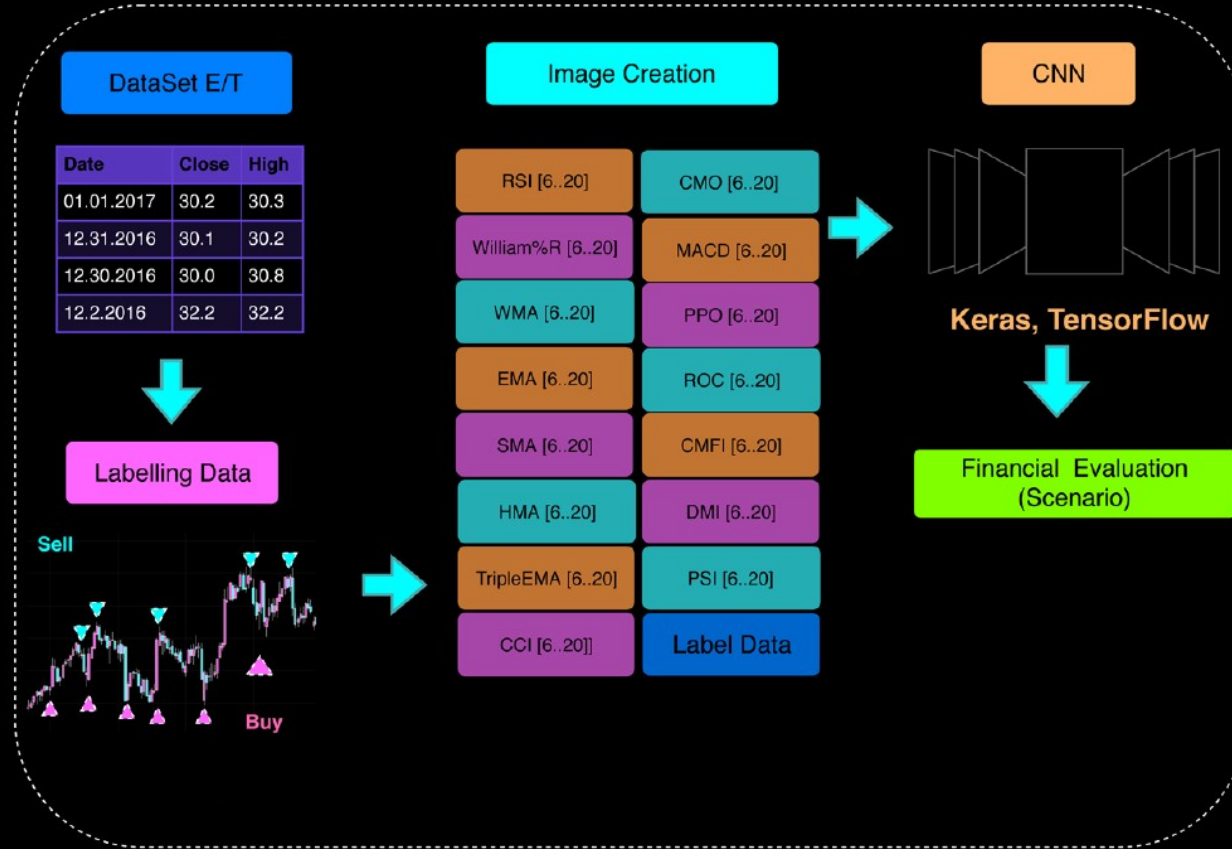 DataSet E/T
Date Close High
01.01.2017 30.2 30.3
12.31.2016 30.1 30.2
12.30.2016 30.0 30.8
12.2.2016 32.2 32.2
Labelling Data
Sell
Buy
Image Creation
RSI [6..20] CMO [6..20]
William%R [6..20] MACD [6..20]
WMA [6..20] PPO [6..20]
EMA [6..20] ROC [6..20]
SMA [6..20] CMFI [6..20]
HMA [6..20] DMI [6..20]
TripleEMA [6..20] PSI [6..20]
CCI [6..20]] Label Data
CNN
Keras, TensorFlow
Financial Evaluation
(Scenario)